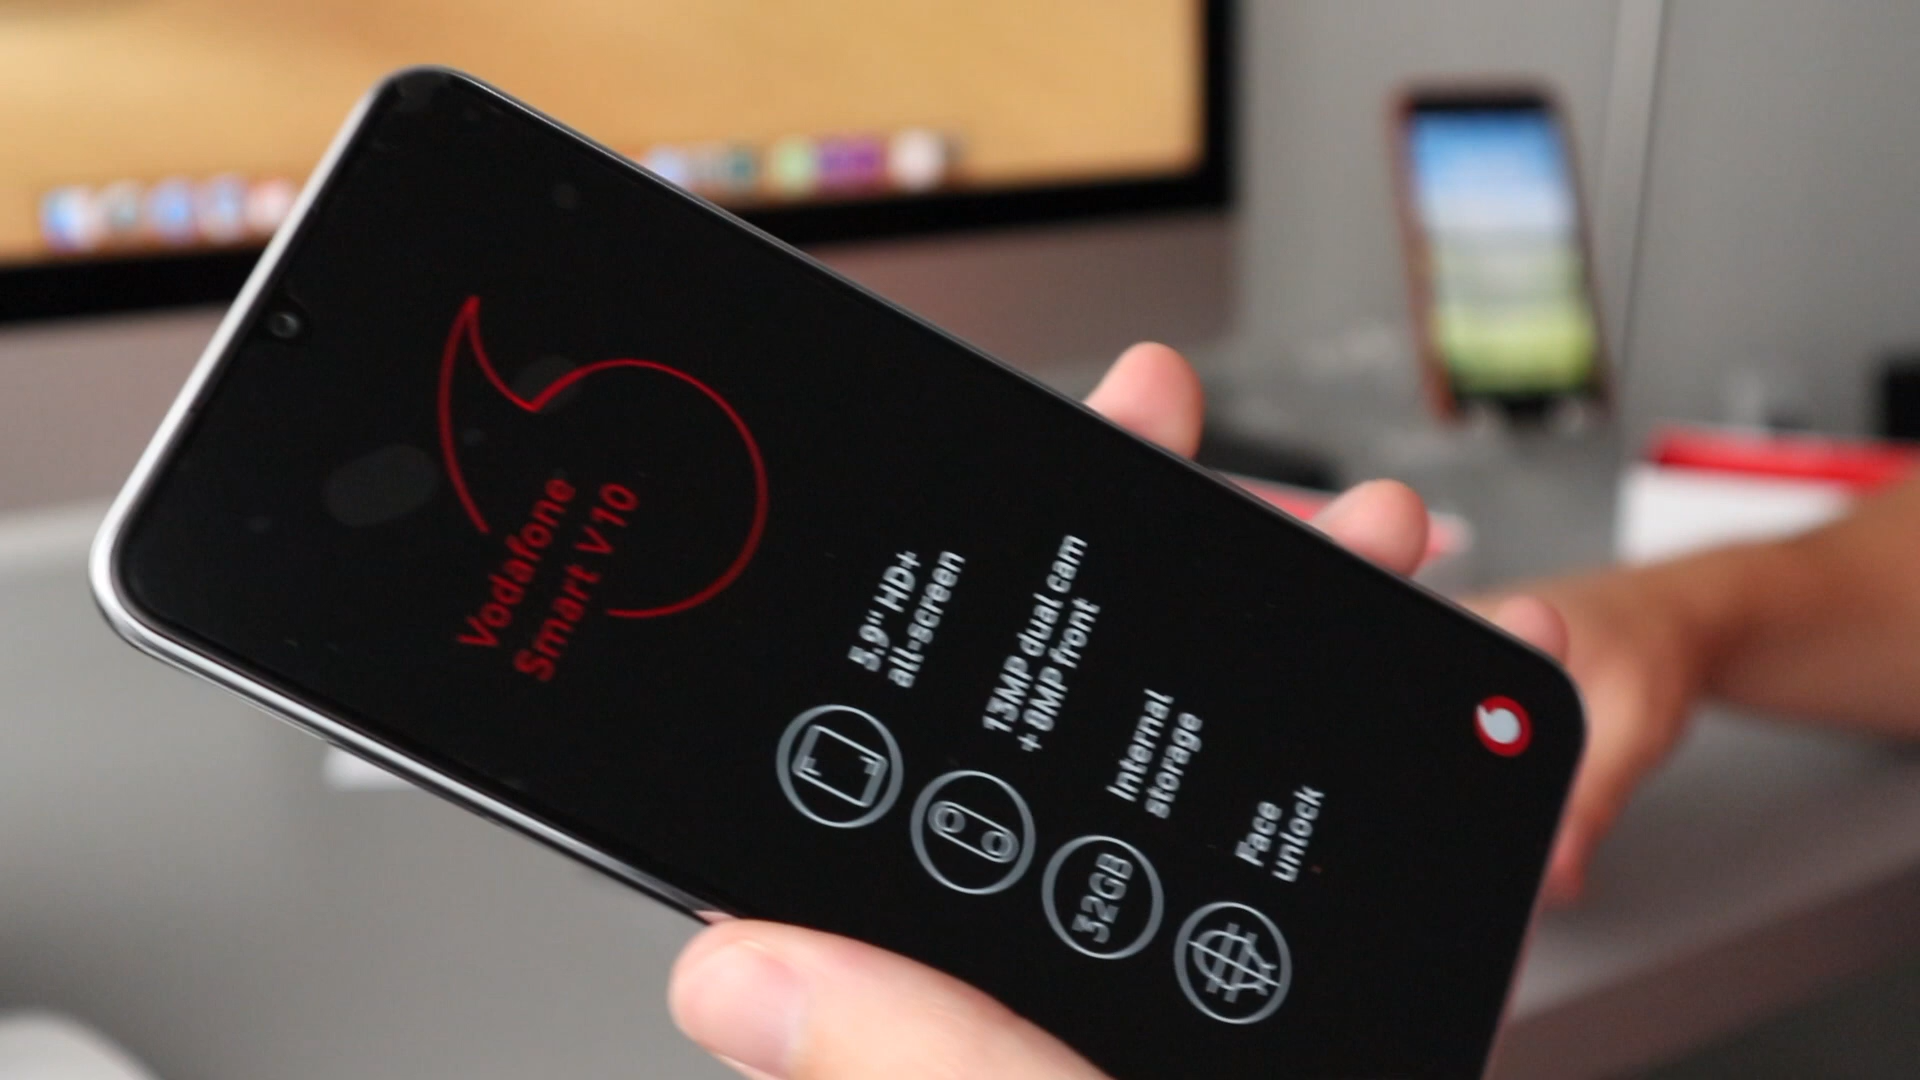 Vodafone
Smart V10
5.9" HD+
all-screen
13MP dual cam
+ 8MP front
32GB
Internal
storage
Face
unlock